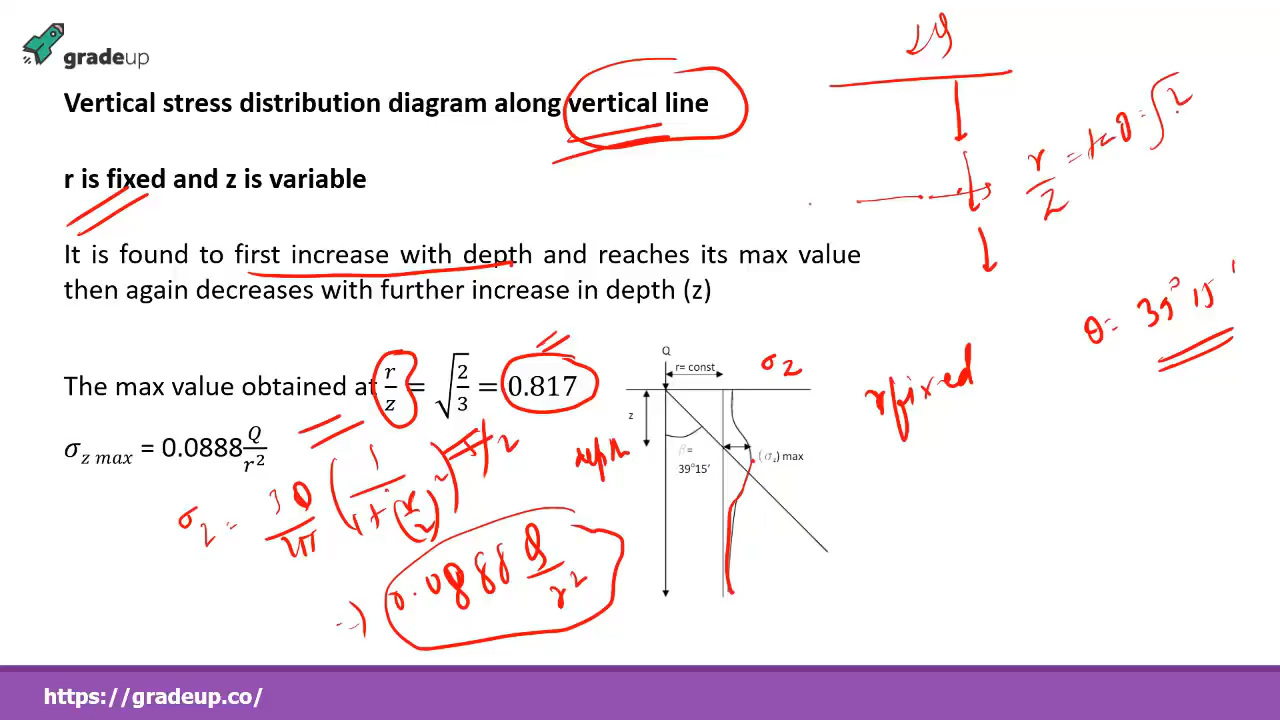 gradeup
Vertical stress distribution diagram along vertical line
r is fixed and z is variable
It is found to first increase with depth and reaches its max value
then again decreases with further increase in depth (z)
The max value obtained at r/z = √(2/3) = 0.817
σz max = 0.0888 Q/r²
Q
r= const
σz
z
β=
39°15′
(σz) max
r fixed
depth
r/z = tan θ = √2
θ = 39° 15′
σz = 3Q/2π (1/1+(r/z)²)^5/2
⇒ 0.0888 Q/r²
https://gradeup.co/